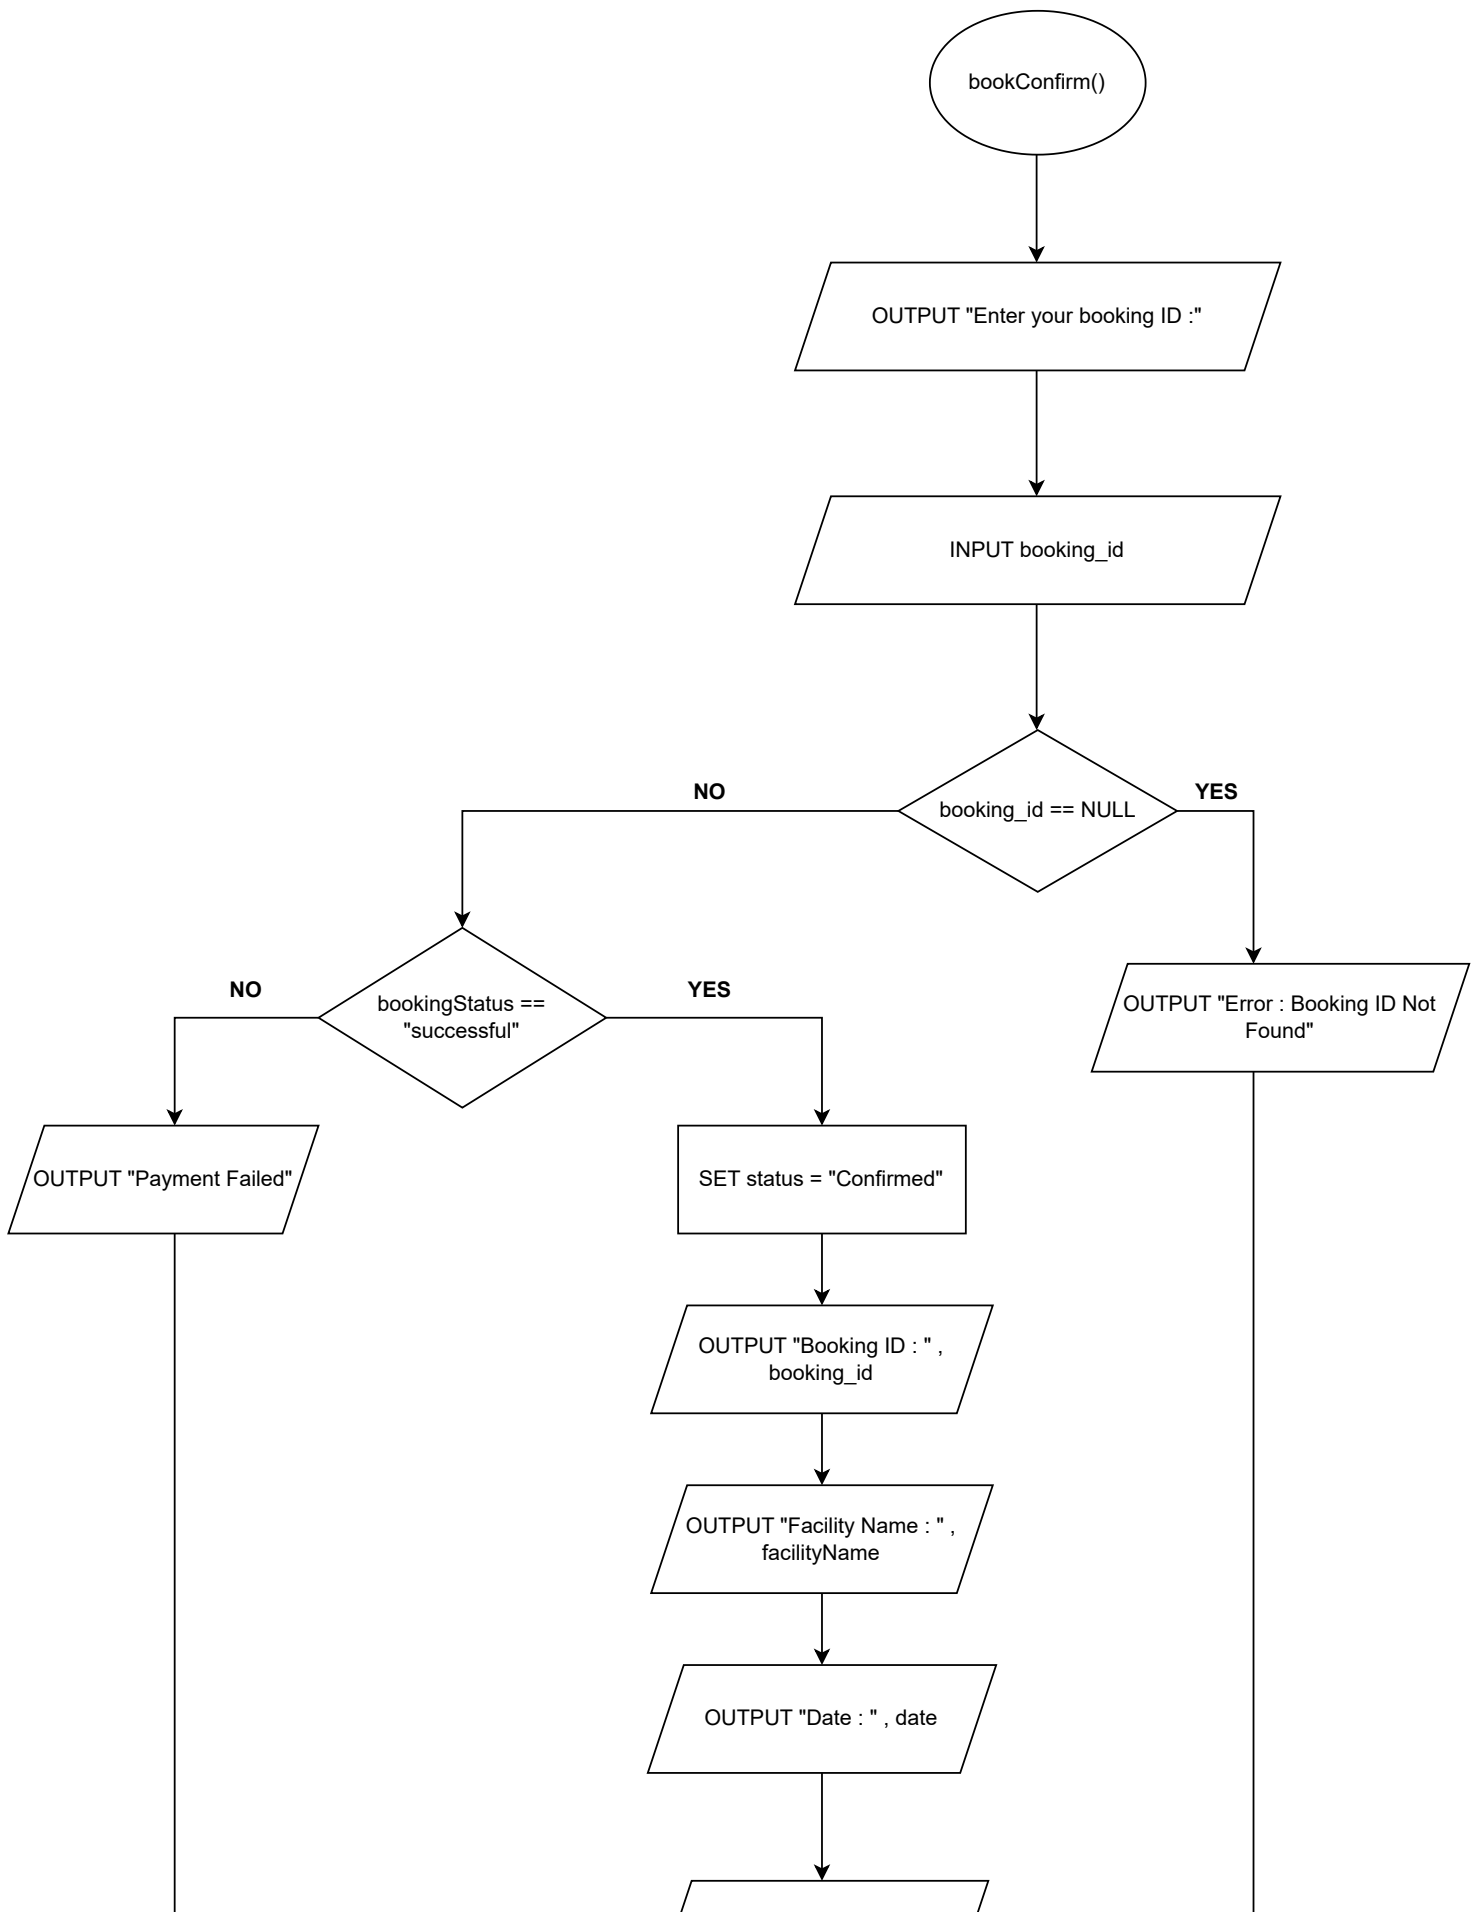 bookConfirm()
OUTPUT "Enter your booking ID :"
INPUT booking_id
NO
YES
booking_id == NULL
NO
YES
bookingStatus ==
"successful"
OUTPUT "Error : Booking ID Not
Found"
OUTPUT "Payment Failed"
SET status = "Confirmed"
OUTPUT "Booking ID : " ,
booking_id
OUTPUT "Facility Name : " ,
facilityName
OUTPUT "Date : " , date